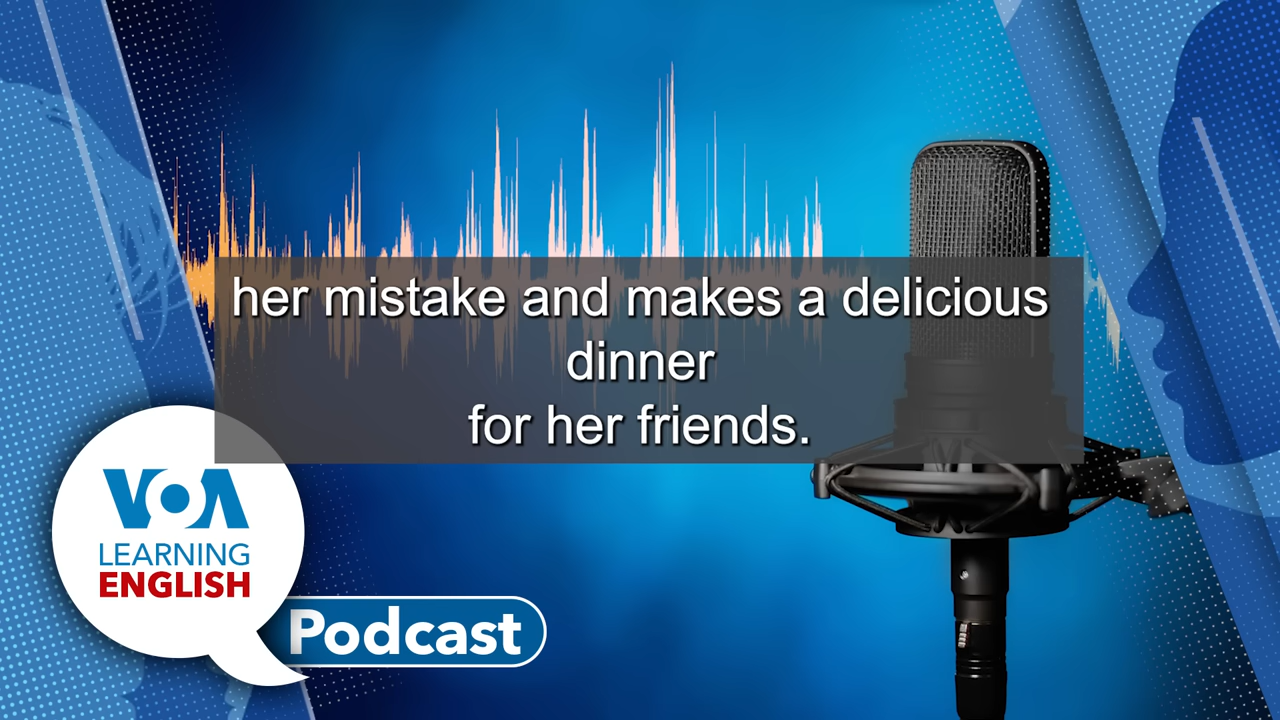 her mistake and makes a delicious
dinner
for her friends.
VOA
LEARNING
ENGLISH
Podcast